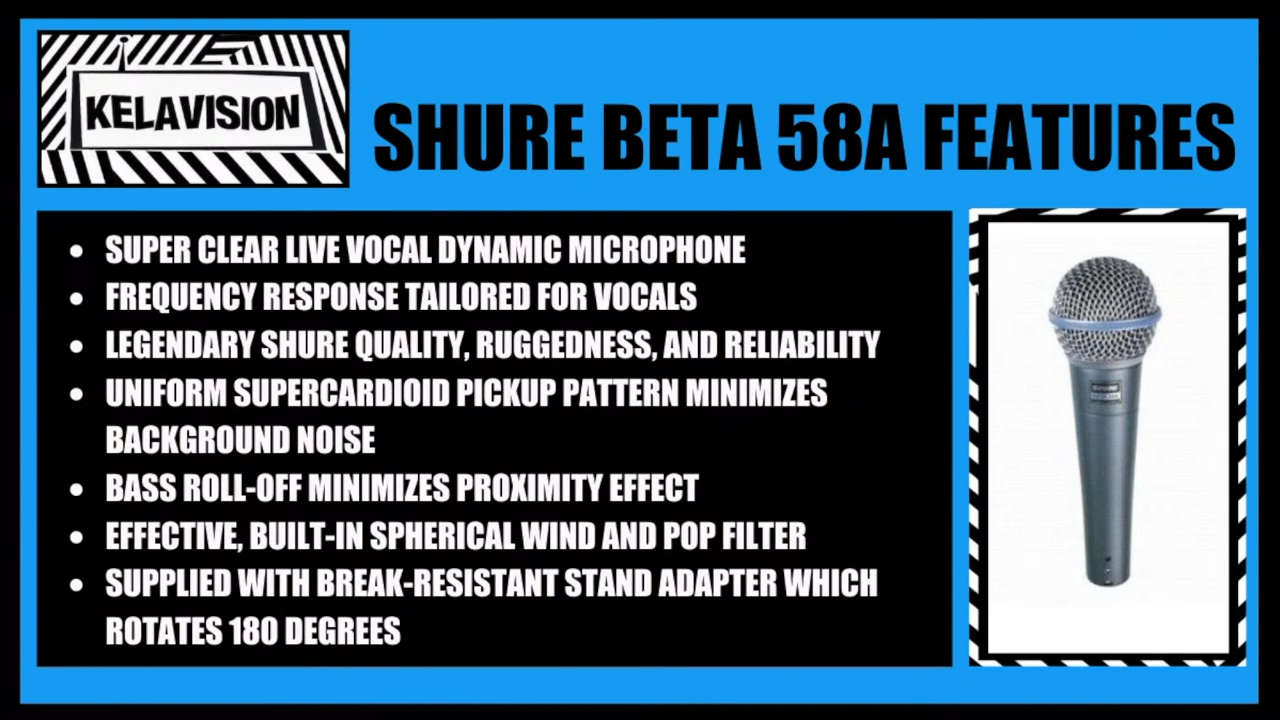 KELAVISION
SHURE BETA 58A FEATURES
• SUPER CLEAR LIVE VOCAL DYNAMIC MICROPHONE
• FREQUENCY RESPONSE TAILORED FOR VOCALS
• LEGENDARY SHURE QUALITY, RUGGEDNESS, AND RELIABILITY
• UNIFORM SUPERCARDIOID PICKUP PATTERN MINIMIZES
BACKGROUND NOISE
• BASS ROLL-OFF MINIMIZES PROXIMITY EFFECT
• EFFECTIVE, BUILT-IN SPHERICAL WIND AND POP FILTER
• SUPPLIED WITH BREAK-RESISTANT STAND ADAPTER WHICH
ROTATES 180 DEGREES
SHURE